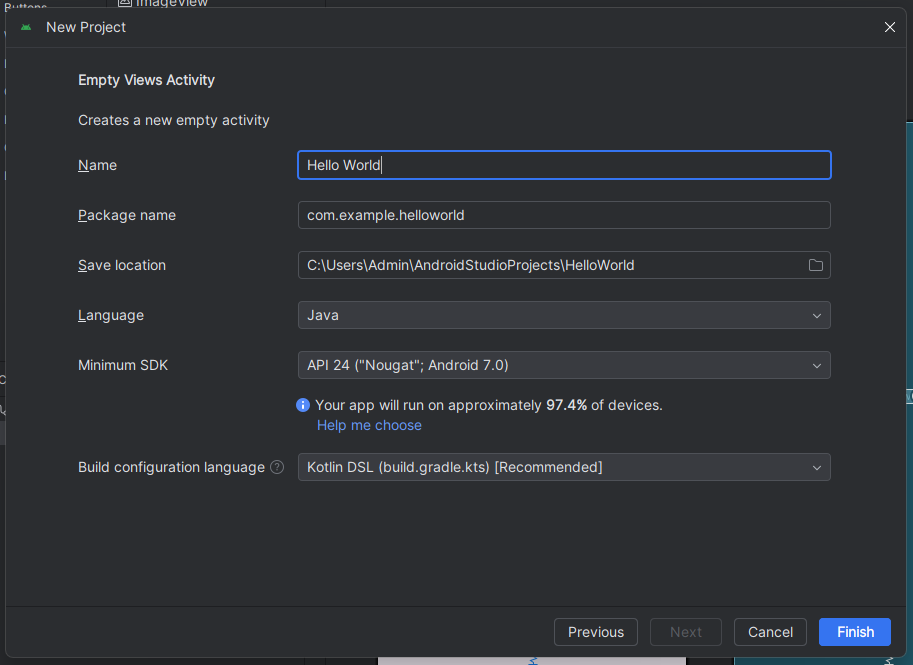 Buttons
ImageView
New Project
Empty Views Activity
Creates a new empty activity
Name
Hello World
Package name
com.example.helloworld
Save location
C:\Users\Admin\AndroidStudioProjects\HelloWorld
Language
Java
Minimum SDK
API 24 ("Nougat"; Android 7.0)
Your app will run on approximately 97.4% of devices.
Help me choose
Build configuration language ?
Kotlin DSL (build.gradle.kts) [Recommended]
Previous
Next
Cancel
Finish